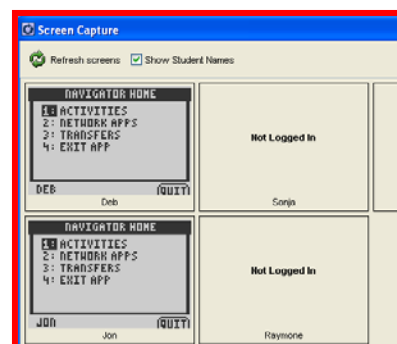 Screen Capture
Refresh screens Show Student Names
NAVIGATOR HOME
1: ACTIVITIES
2: NETWORK APPS
3: TRANSFERS
4: EXIT APP
DEB QUIT
Deb
Not Logged In
Sonja
NAVIGATOR HOME
1: ACTIVITIES
2: NETWORK APPS
3: TRANSFERS
4: EXIT APP
JON QUIT
Jon
Not Logged In
Raymone